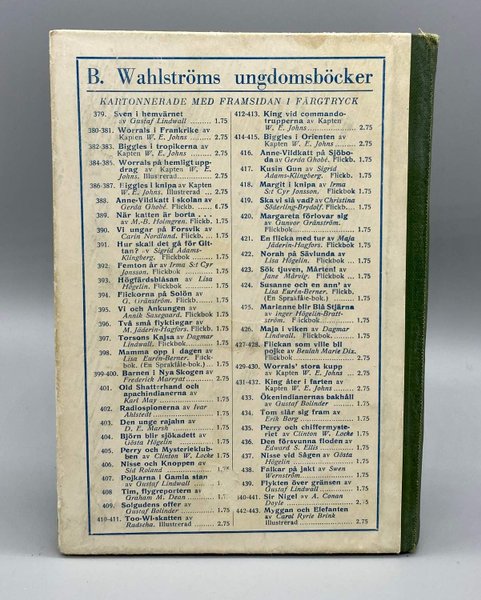 B. Wahlströms ungdomsböcker
KARTONNERADE MED FRAMSIDAN I FÄRGTRYCK
379. Sven i hemvärnet
av Gustaf Lindwall .. 1.75
380-381. Worrals i Frankrike av
Kapten W. E. Johns .. 2.75
382-383. Biggles i tropikerna av
Kapten W. E. Johns .. 2.75
384-385. Worrals på hemligt upp-
drag av Kapten W. E.
Johns. Illustrerad ... 2.75
386-387. Biggles i knipa av Kapten
W. E. Johns ........ 2.75
388. Anne-Vildkatt i skolan av
Gerda Ghobé. Flickb. 1.75
389. När katten är borta ...
av M.-B. Holmgren. Flickb. 1.75
390. Vi ungar på Forsvik av
Carin Nordlund. Flickb. 1.75
391. Hur skall det gå för Git-
tan? av Sigrid Adams-
Klingberg. Flickbok 1.75
392. Femton år av Irma S:t Cyr
Jonsson. Flickbok ... 1.75
393. Högfärdsblåsan av Lisa
Högelin. Flickbok .... 1.75
394. Flickorna på Solön av
G. Gränström. Flickb. 1.75
395. Vi och Ankungen av
Annik Saxegaard. Flickbok 1.75
396. Två små flyktingar av
M. Jäderin-Hagfors. Flickb. 1.75
397. Torsons Kajsa av Dagmar
Lindwall. Flickbok ... 1.75
398. Mamma opp i dagen av
Lisa Eurén-Berner. Flick-
bok. (En Språkfåle-bok.) .. 1.75
399-400. Barnen i Nya Skogen av
Frederick Marryat .... 2.75
401. Old Shatterhand och
apachindianerna av
Karl May ........... 1.75
402. Radiospionerna av Ivar
Ahlstedt ........... 1.75
403. Den unge rajahn av
D. E. Marsh ........ 1.75
404. Björn blir sjökadett av
Gösta Högelin ....... 1.75
405. Perry och Mysterieklub-
ben av Clinton W. Locke 1.75
406. Nisse och Knoppen av
Sid Roland .......... 1.75
407. Pojkarna i Gamla stan
av Gustaf Lindwall .. 1.75
408. Tim, flygreportern av
Graham M. Dean .... 1.75
409. Solgudens offer av
Gustaf Bolinder ..... 1.75
410-411. Too-Wi-skatten av
Radscha. Illustrerad .. 2.75
412-413. King vid commando-
trupperna av Kapten
W. E. Johns ......... 2.75
414-415. Biggles i Orienten av
Kapten W. E. Johns .. 2.75
416. Anne-Vildkatt på Sjöbo-
da av Gerda Ghobé. Flickb. 1.75
417. Kusin Gun av Sigrid
Adams-Klingberg. Flickb. 1.75
418. Margit i knipa av Irma
S:t Cyr Jonsson. Flickb. 1.75
419. Ska vi slå vad? av Christina
Söderling-Brydolf. Flickb. 1.75
420. Margareta förlovar sig
av Gunvor Gränström.
Flickbok ........... 1.75
421. En flicka med tur av Maja
Jäderin-Hagfors. Flickbok 1.75
422. Norah på Sävlunda av
Lisa Högelin. Flickbok. 1.75
423. Sök tjuven, Mårten! av
Jane Mårvig. Flickbok .. 1.75
424. Susanne och en ann' av
Lisa Eurén-Berner. Flickb.
(En Språkfåle-bok.) .. 1.75
425. Marianne blir Blå Stjärna
av Inger Högelin-Bratt-
ström. Flickbok ..... 1.75
426. Maja i viken av Dagmar
Lindwall. Flickbok .. 1.75
427-428. Flickan som ville bli
pojke av Beulah Marie Dix.
Flickbok ........... 2.75
429-430. Worrals' stora kupp
av Kapten W. E. Johns 2.75
431-432. King åter i farten av
Kapten W. E. Johns .. 2.75
433. Ökenindianernas bakhåll
av Gustaf Bolinder .. 1.75
434. Tom slår sig fram av
Erik Borg .......... 1.75
435. Perry och chiffermyste-
riet av Clinton W. Locke 1.75
436. Den försvunna floden av
Edward S. Ellis ..... 1.75
437. Nisse vid Sågen av Gösta
Högelin ............ 1.75
438. Falkar på jakt av Swen
Wernström .......... 1.75
439. Flykten över gränsen av
Gustaf Lindwall ..... 1.75
440-441. Sir Nigel av A. Conan
Doyle .............. 2.75
442-443. Myggan och Elefanten
av Carol Ryrie Brink
Illustrerad .......... 2.75